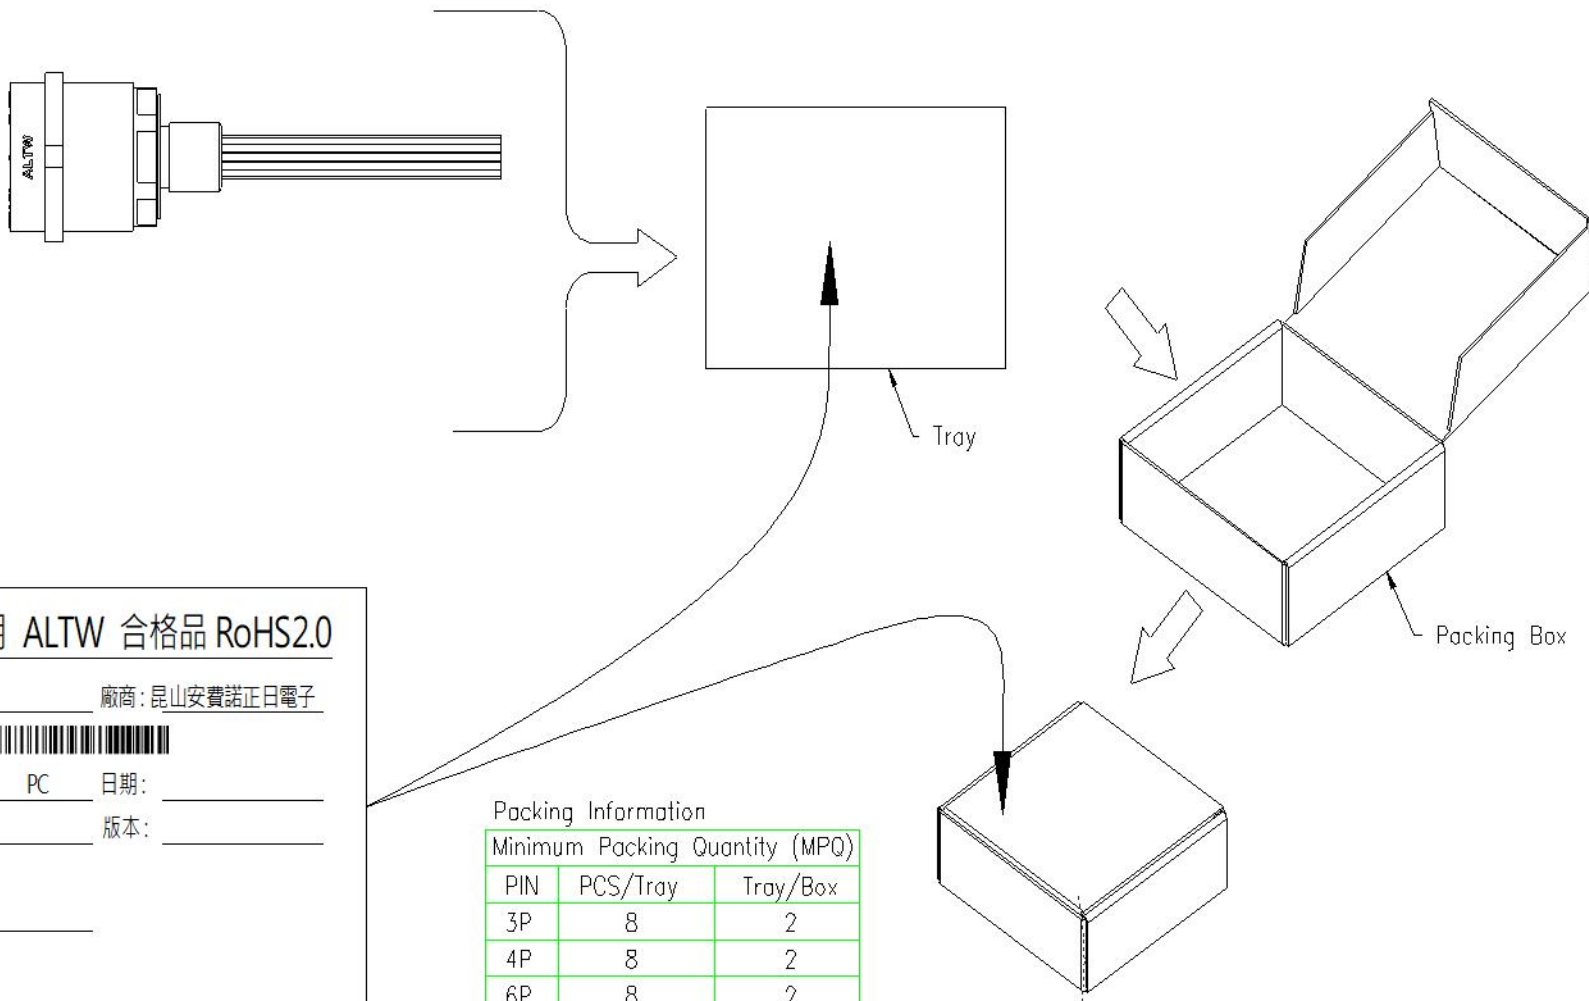 ALTW
Tray
Packing Box
ALTW 合格品 RoHS2.0
廠商: 昆山安費諾正日電子
PC 日期:
版本:
Packing Information
Minimum Packing Quantity (MPQ)
PIN PCS/Tray Tray/Box
3P 8 2
4P 8 2
6P 8 2